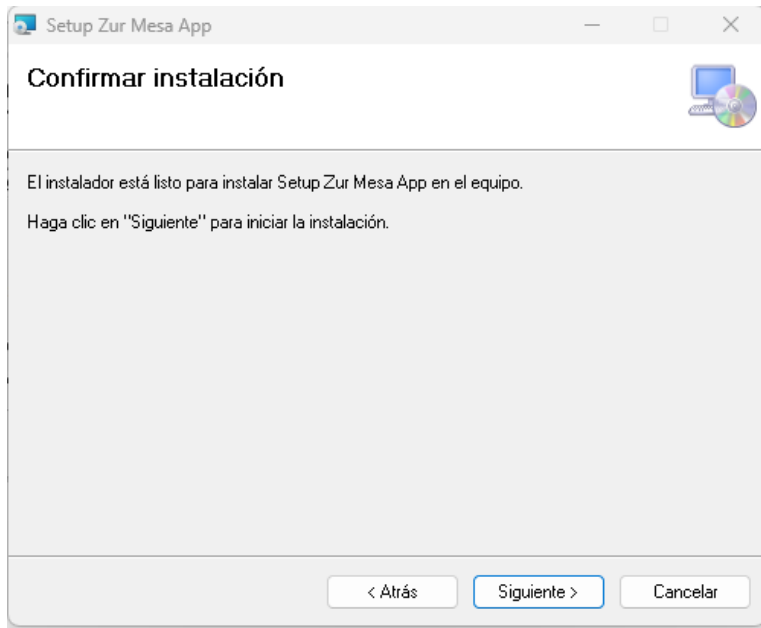 Setup Zur Mesa App
Confirmar instalación
El instalador está listo para instalar Setup Zur Mesa App en el equipo.
Haga clic en "Siguiente" para iniciar la instalación.
< Atrás
Siguiente >
Cancelar